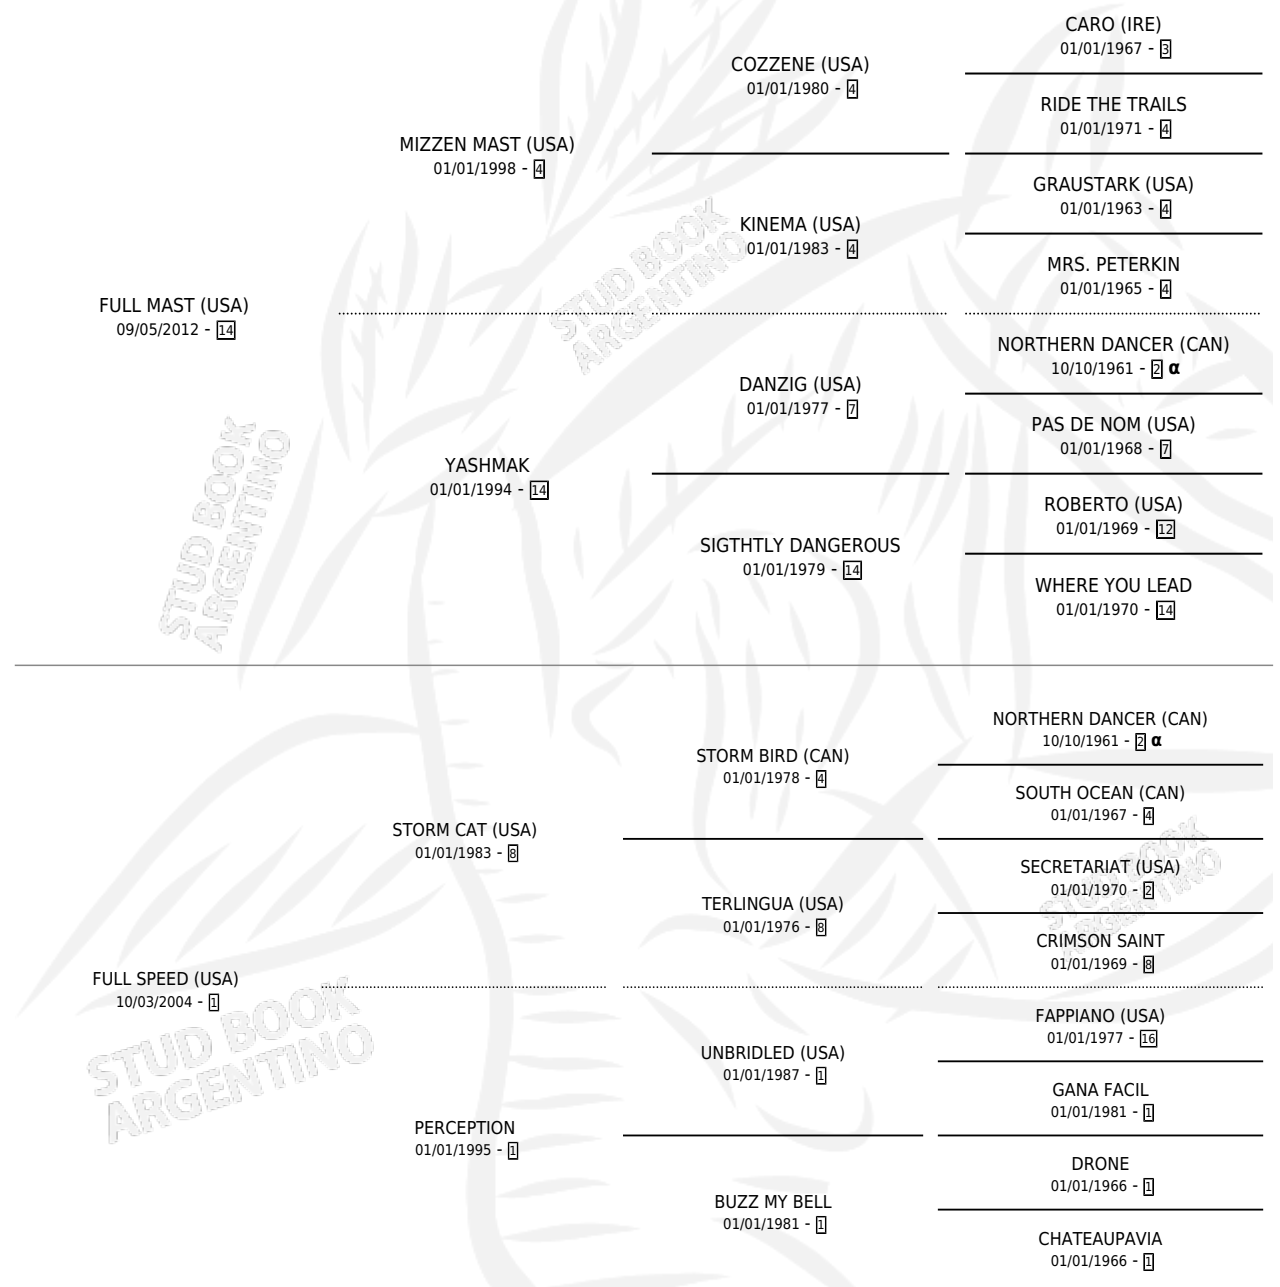 CARO (IRE)
01/01/1967 - 3
COZZENE (USA)
01/01/1980 - 4
RIDE THE TRAILS
01/01/1971 - 4
MIZZEN MAST (USA)
01/01/1998 - 4
GRAUSTARK (USA)
01/01/1963 - 4
KINEMA (USA)
01/01/1983 - 4
MRS. PETERKIN
01/01/1965 - 4
FULL MAST (USA)
09/05/2012 - 14
NORTHERN DANCER (CAN)
10/10/1961 - 2 α
DANZIG (USA)
01/01/1977 - 7
PAS DE NOM (USA)
01/01/1968 - 7
YASHMAK
01/01/1994 - 14
ROBERTO (USA)
01/01/1969 - 12
SIGTHTLY DANGEROUS
01/01/1979 - 14
WHERE YOU LEAD
01/01/1970 - 14
STUD BOOK
ARGENTINO
STUD BOOK
ARGENTINO
NORTHERN DANCER (CAN)
10/10/1961 - 2 α
STORM BIRD (CAN)
01/01/1978 - 4
SOUTH OCEAN (CAN)
01/01/1967 - 4
STORM CAT (USA)
01/01/1983 - 8
SECRETARIAT (USA)
01/01/1970 - 2
TERLINGUA (USA)
01/01/1976 - 8
CRIMSON SAINT
01/01/1969 - 8
FULL SPEED (USA)
10/03/2004 - 1
FAPPIANO (USA)
01/01/1977 - 16
UNBRIDLED (USA)
01/01/1987 - 1
GANA FACIL
01/01/1981 - 1
PERCEPTION
01/01/1995 - 1
DRONE
01/01/1966 - 1
BUZZ MY BELL
01/01/1981 - 1
CHATEAUPAVIA
01/01/1966 - 1
STUD BOOK
ARGENTINO
STUD BOOK
ARGENTINO